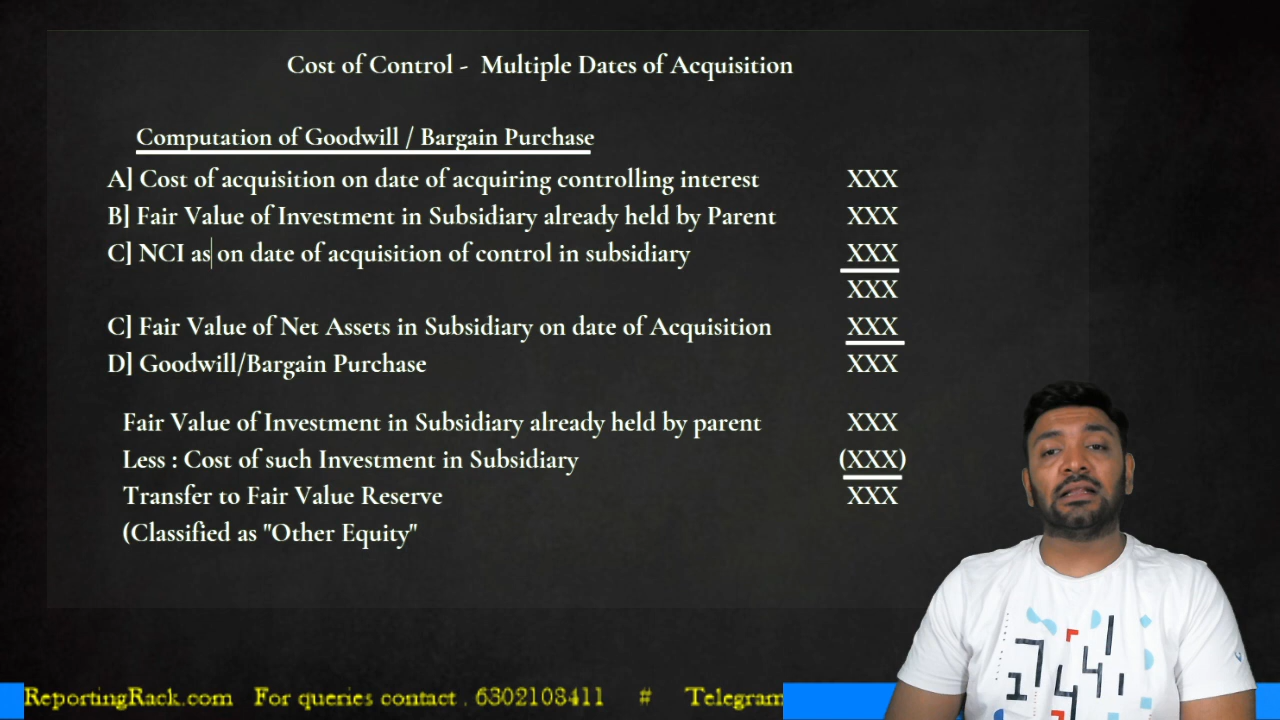 Cost of Control - Multiple Dates of Acquisition
Computation of Goodwill / Bargain Purchase
A] Cost of acquisition on date of acquiring controlling interest XXX
B] Fair Value of Investment in Subsidiary already held by Parent XXX
C] NCI as on date of acquisition of control in subsidiary XXX
XXX
C] Fair Value of Net Assets in Subsidiary on date of Acquisition XXX
D] Goodwill/Bargain Purchase XXX
Fair Value of Investment in Subsidiary already held by parent XXX
Less : Cost of such Investment in Subsidiary (XXX)
Transfer to Fair Value Reserve XXX
(Classified as "Other Equity"
ReportingRack.com For queries contact . 6302108411 # Telegram